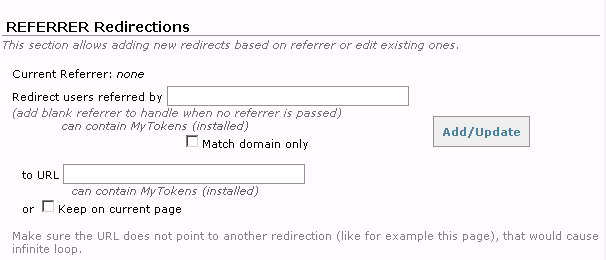 REFERRER Redirections
This section allows adding new redirects based on referrer or edit existing ones.
Current Referrer: none
Redirect users referred by
(add blank referrer to handle when no referrer is passed)
can contain MyTokens (installed)
Match domain only
Add/Update
to URL
can contain MyTokens (installed)
or Keep on current page
Make sure the URL does not point to another redirection (like for example this page), that would cause
infinite loop.